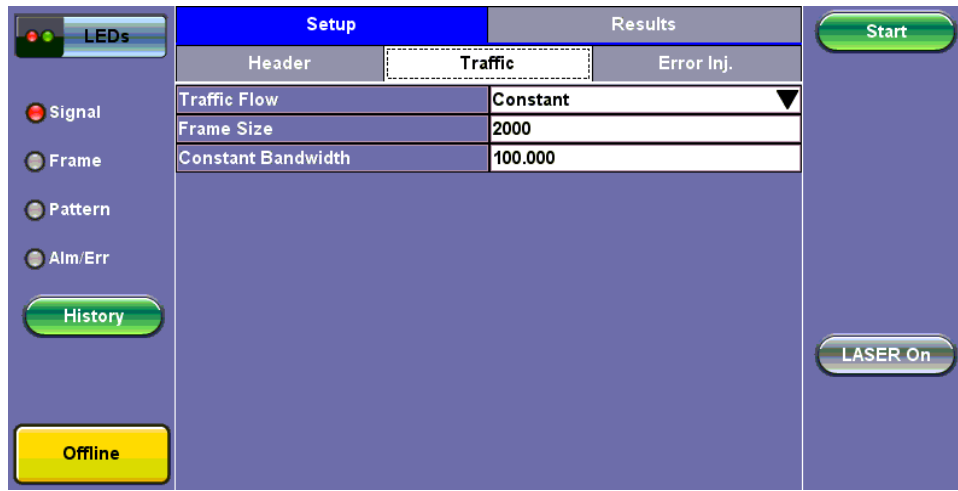 LEDs
Setup
Results
Start
Header
Traffic
Error Inj.
Signal
Traffic Flow
Constant
Frame Size
2000
Frame
Constant Bandwidth
100.000
Pattern
Alm/Err
History
LASER On
Offline